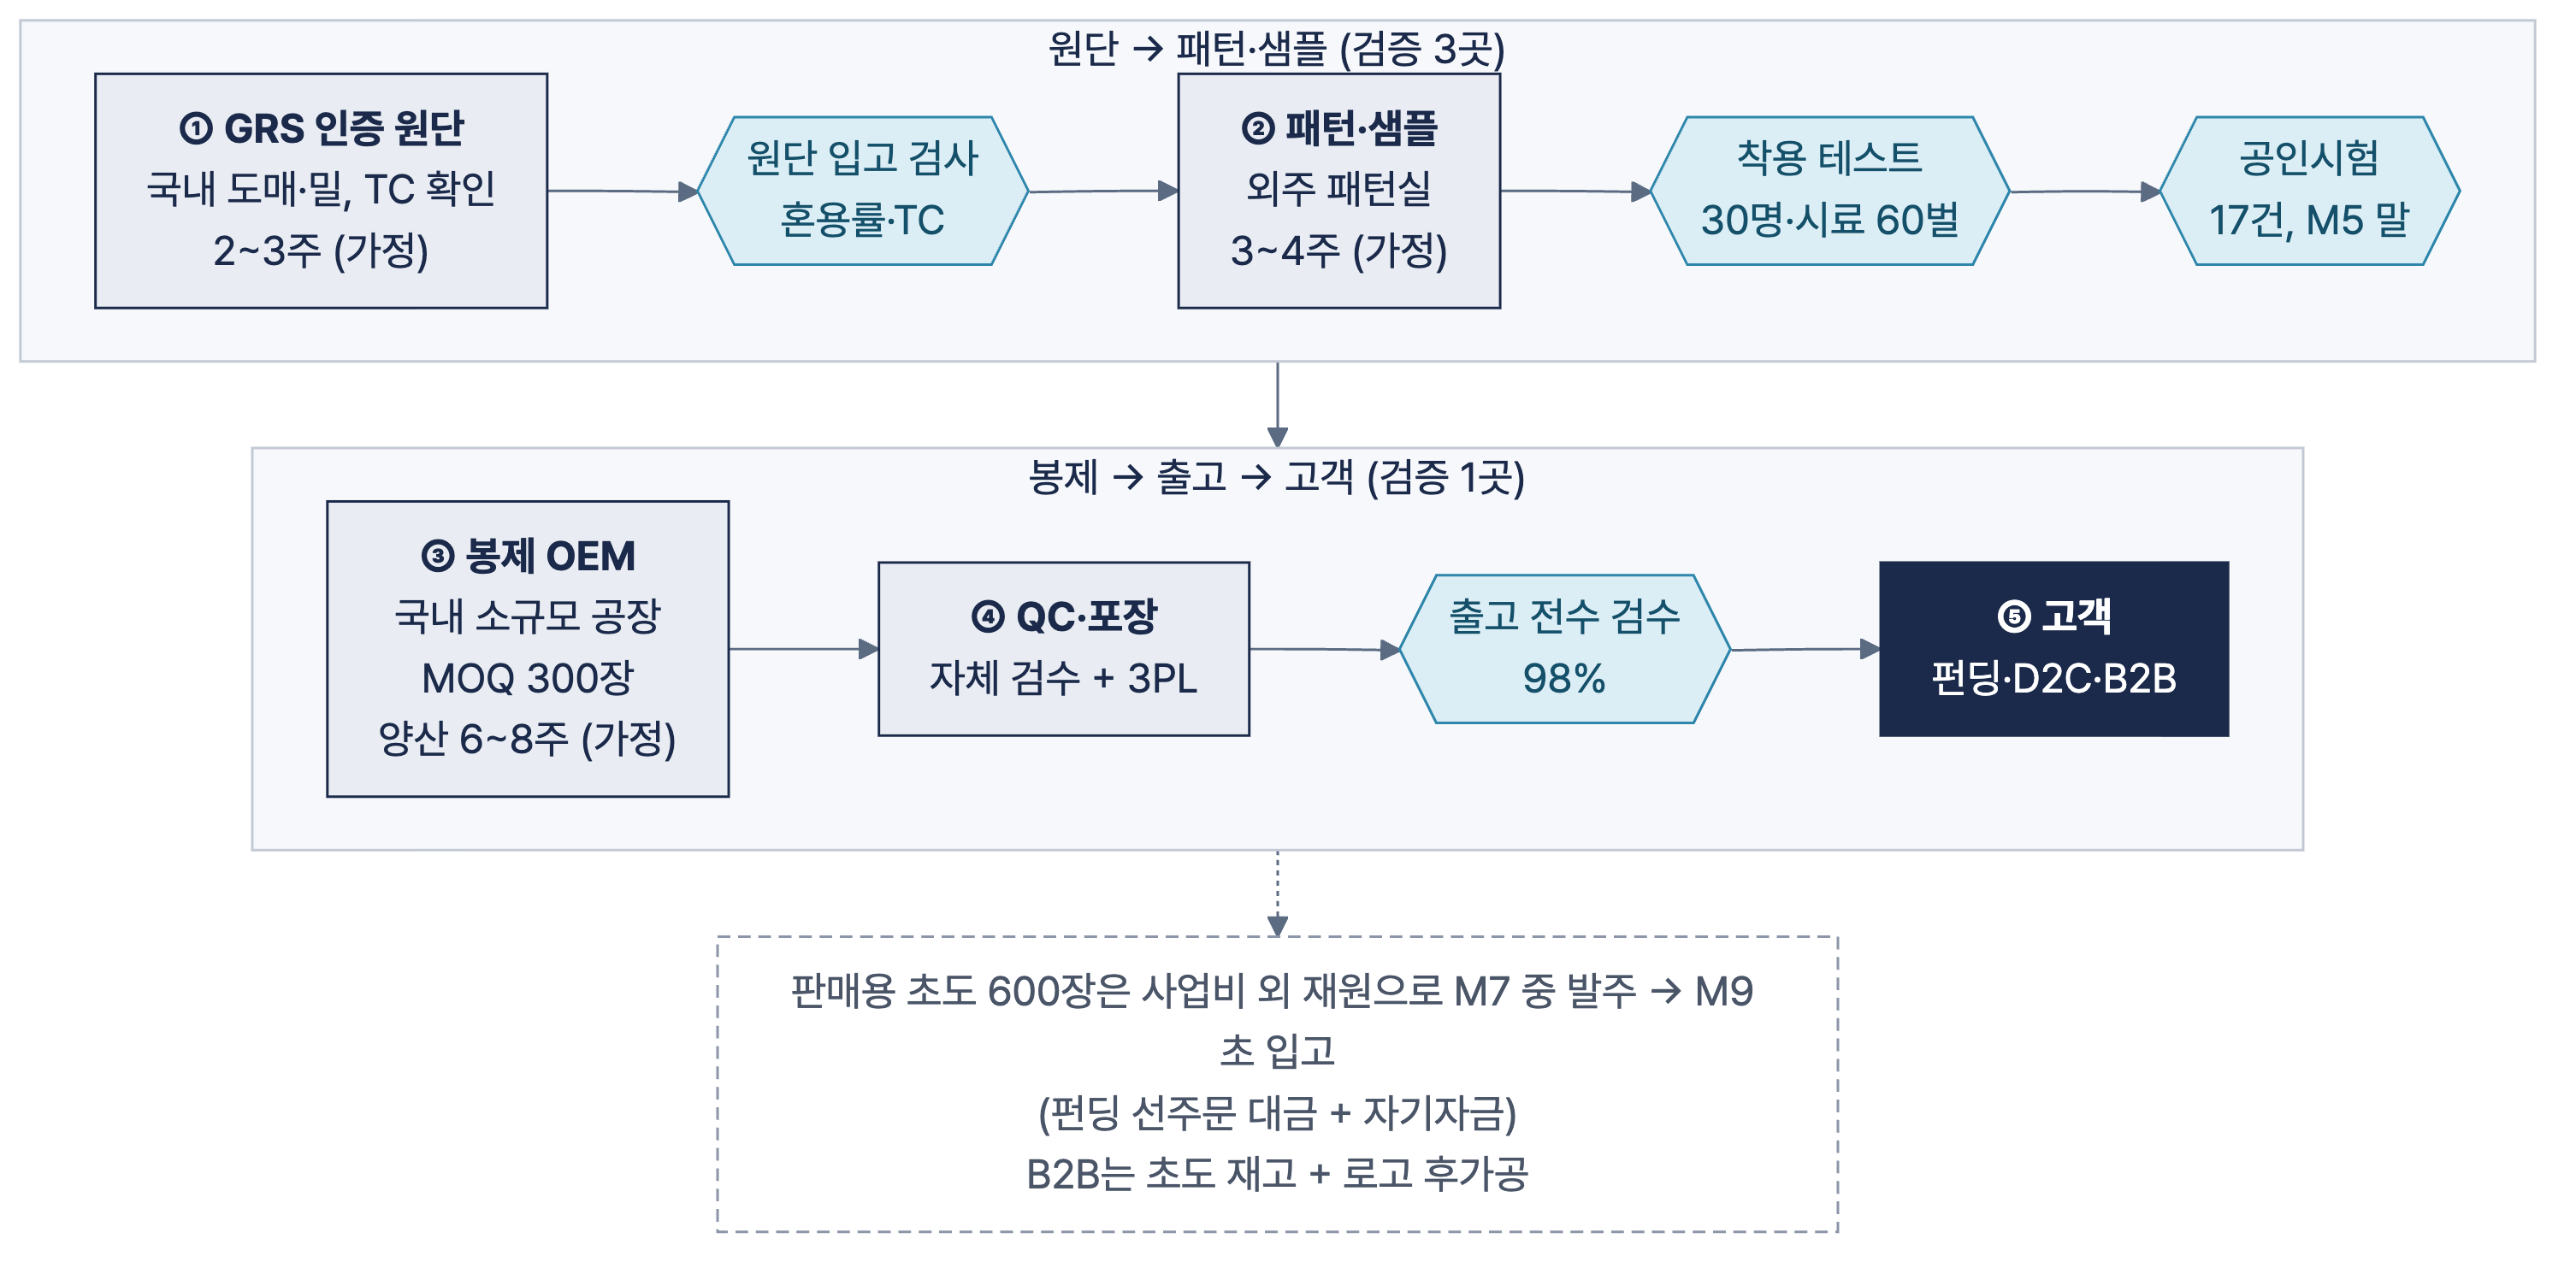 원단 → 패턴·샘플 (검증 3곳)
① GRS 인증 원단
국내 도매·밀, TC 확인
2~3주 (가정)
원단 입고 검사
혼용률·TC
② 패턴·샘플
외주 패턴실
3~4주 (가정)
착용 테스트
30명·시료 60벌
공인시험
17건, M5 말
봉제 → 출고 → 고객 (검증 1곳)
③ 봉제 OEM
국내 소규모 공장
MOQ 300장
양산 6~8주 (가정)
④ QC·포장
자체 검수 + 3PL
출고 전수 검수
98%
⑤ 고객
펀딩·D2C·B2B
판매용 초도 600장은 사업비 외 재원으로 M7 중 발주 → M9
초 입고
(펀딩 선주문 대금 + 자기자금)
B2B는 초도 재고 + 로고 후가공